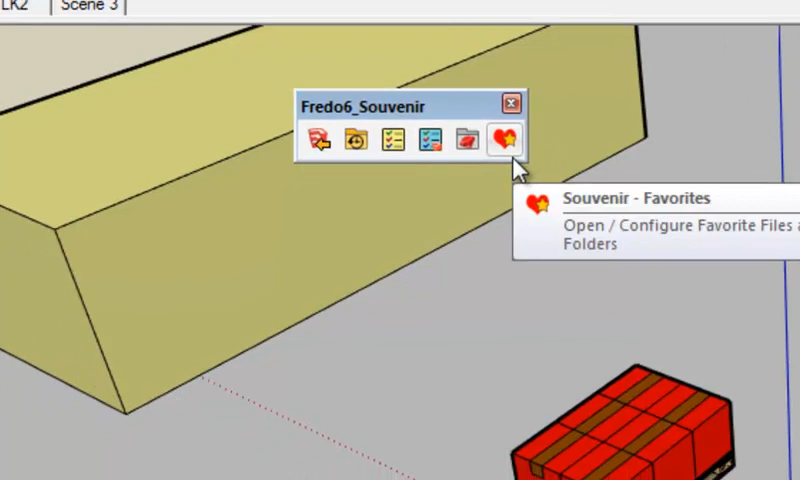 LK2 Scene 3
Fredo6_Souvenir
Souvenir - Favorites
Open / Configure Favorite Files
Folders